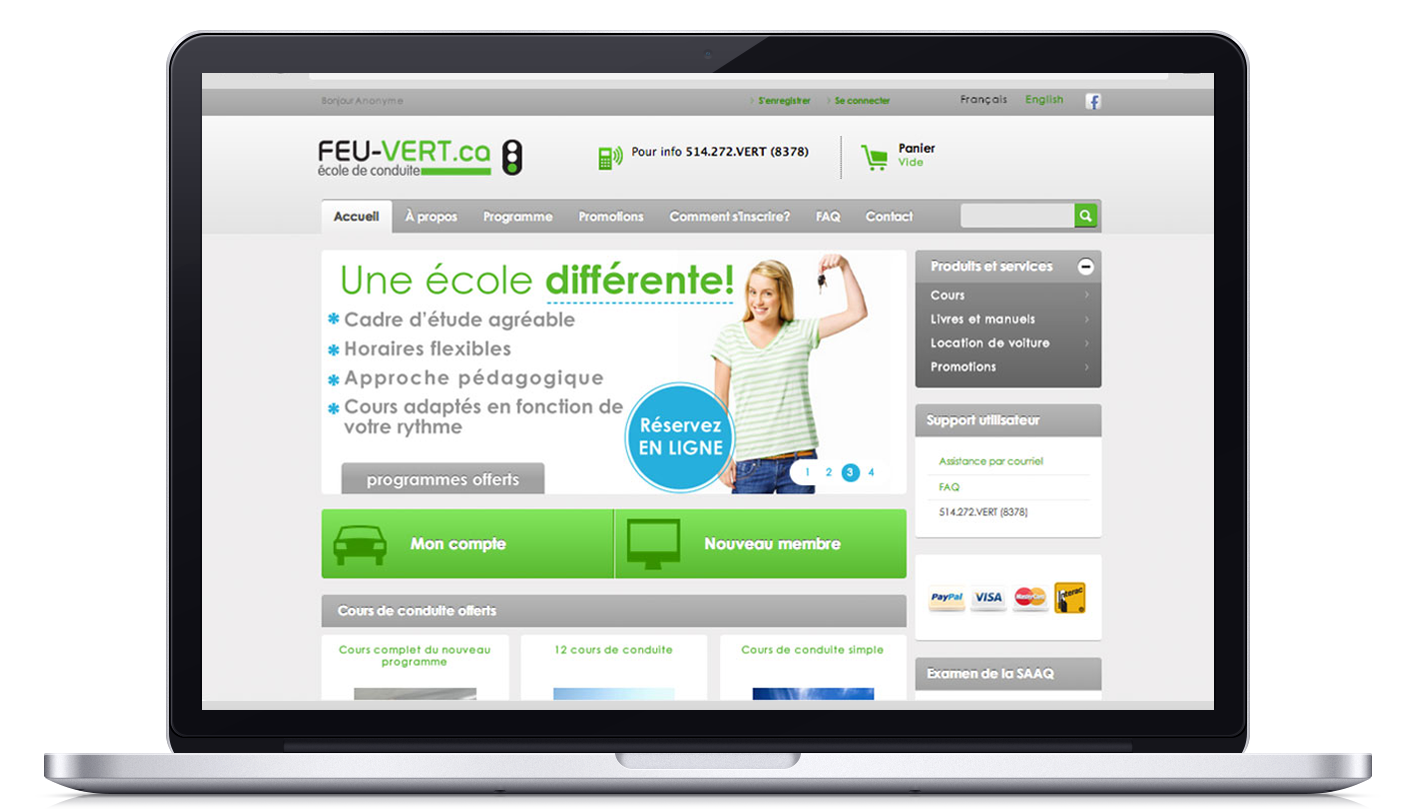 Bonjour Anonyme
S'enregistrer
Se connecter
Français
English
f
FEU-VERT.ca
école de conduite
Pour info 514.272.VERT (8378)
Panier
Vide
Accueil
À propos
Programme
Promotions
Comment s'inscrire?
FAQ
Contact
Une école différente!
* Cadre d'étude agréable
* Horaires flexibles
* Approche pédagogique
* Cours adaptés en fonction de
votre rythme
Réservez
EN LIGNE
programmes offerts
1 2 3 4
Produits et services
Cours
Livres et manuels
Location de voiture
Promotions
Support utilisateur
Assistance par courriel
FAQ
514.272.VERT (8378)
Mon compte
Nouveau membre
PayPal
VISA
MasterCard
Interac
Cours de conduite offerts
Cours complet du nouveau
programme
12 cours de conduite
Cours de conduite simple
Examen de la SAAQ